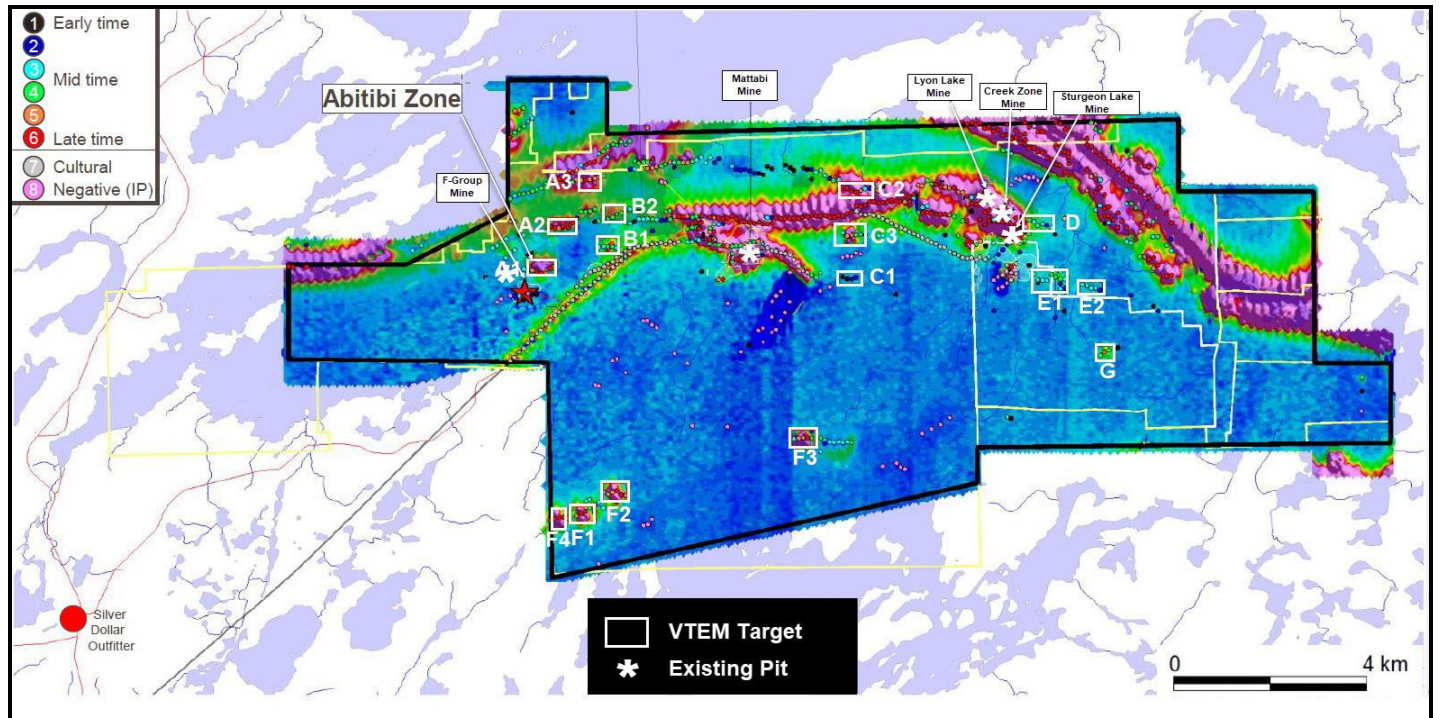 1 Early time
2
3 Mid time
4
5
6 Late time
7 Cultural
8 Negative (IP)
Abitibi Zone
F-Group
Mine
Mattabi
Mine
Lyon Lake
Mine
Creek Zone
Mine
Sturgeon Lake
Mine
A3
A2
A1
B2
B1
C2
C3
C1
D
E1
E2
G
F3
F2
F1
F4
Silver
Dollar
Outfitter
VTEM Target
Existing Pit
0 4 km